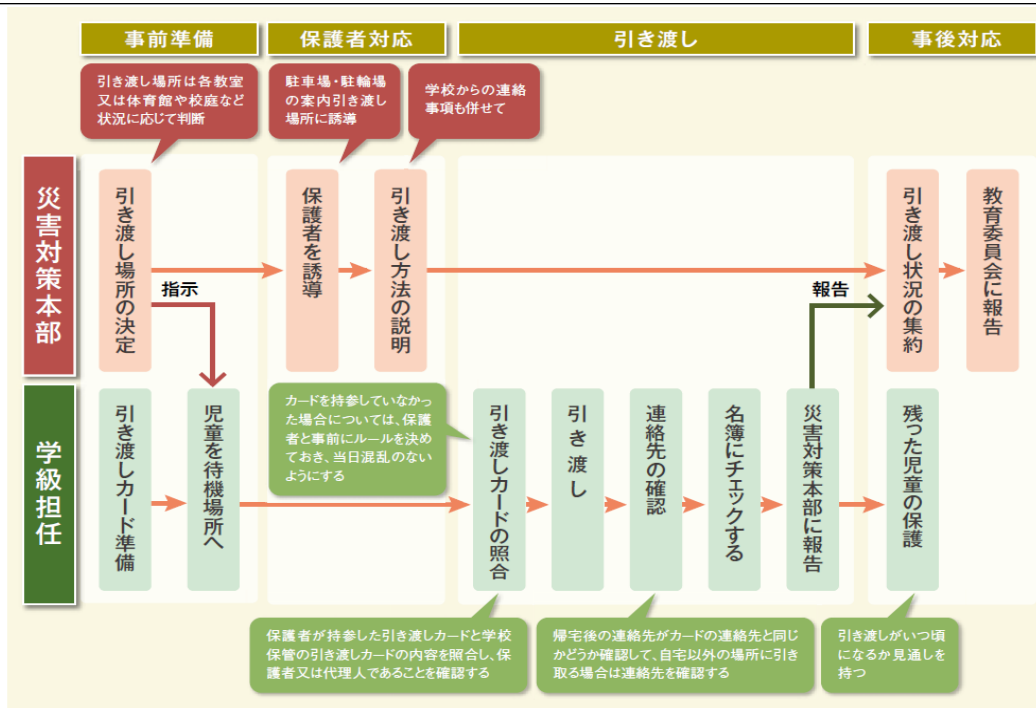 事前準備
保護者対応
引き渡し
事後対応
引き渡し場所は各教室
又は体育館や校庭など
状況に応じて判断
駐車場・駐輪場
の案内引き渡し
場所に誘導
学校からの連絡
事項も併せて
災害対策本部
引き渡し場所の決定
保護者を誘導
引き渡し方法の説明
引き渡し状況の集約
教育委員会に報告
指示
報告
カードを持参していなかっ
た場合については、保護
者と事前にルールを決め
ておき、当日混乱のない
ようにする
学級担任
引き渡しカード準備
児童を待機場所へ
引き渡しカードの照合
引き渡し
連絡先の確認
名簿にチェックする
災害対策本部に報告
残った児童の保護
保護者が持参した引き渡しカードと学校
保管の引き渡しカードの内容を照合し、保
護者又は代理人であることを確認する
帰宅後の連絡先がカードの連絡先と同じ
かどうか確認して、自宅以外の場所に引き
取る場合は連絡先を確認する
引き渡しがいつ頃
になるか見通しを
持つ